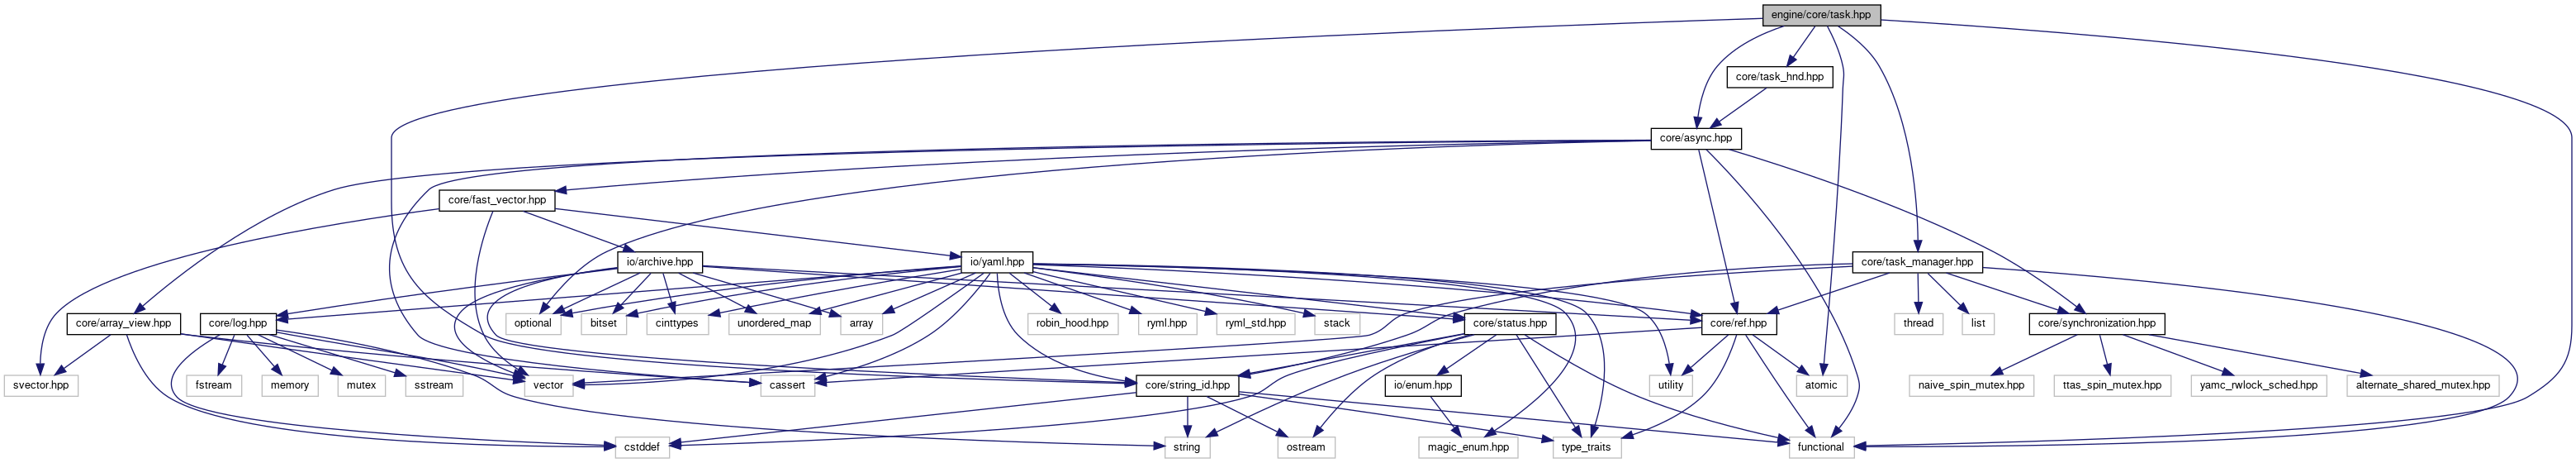 engine/core/task.hpp
core/task_hnd.hpp
core/async.hpp
core/fast_vector.hpp
io/archive.hpp
io/yaml.hpp
core/task_manager.hpp
core/array_view.hpp
core/log.hpp
optional
bitset
cinttypes
unordered_map
array
robin_hood.hpp
ryml.hpp
ryml_std.hpp
stack
core/status.hpp
core/ref.hpp
thread
list
core/synchronization.hpp
svector.hpp
fstream
memory
mutex
sstream
vector
cassert
core/string_id.hpp
io/enum.hpp
utility
atomic
naive_spin_mutex.hpp
ttas_spin_mutex.hpp
yamc_rwlock_sched.hpp
alternate_shared_mutex.hpp
cstddef
string
ostream
magic_enum.hpp
type_traits
functional